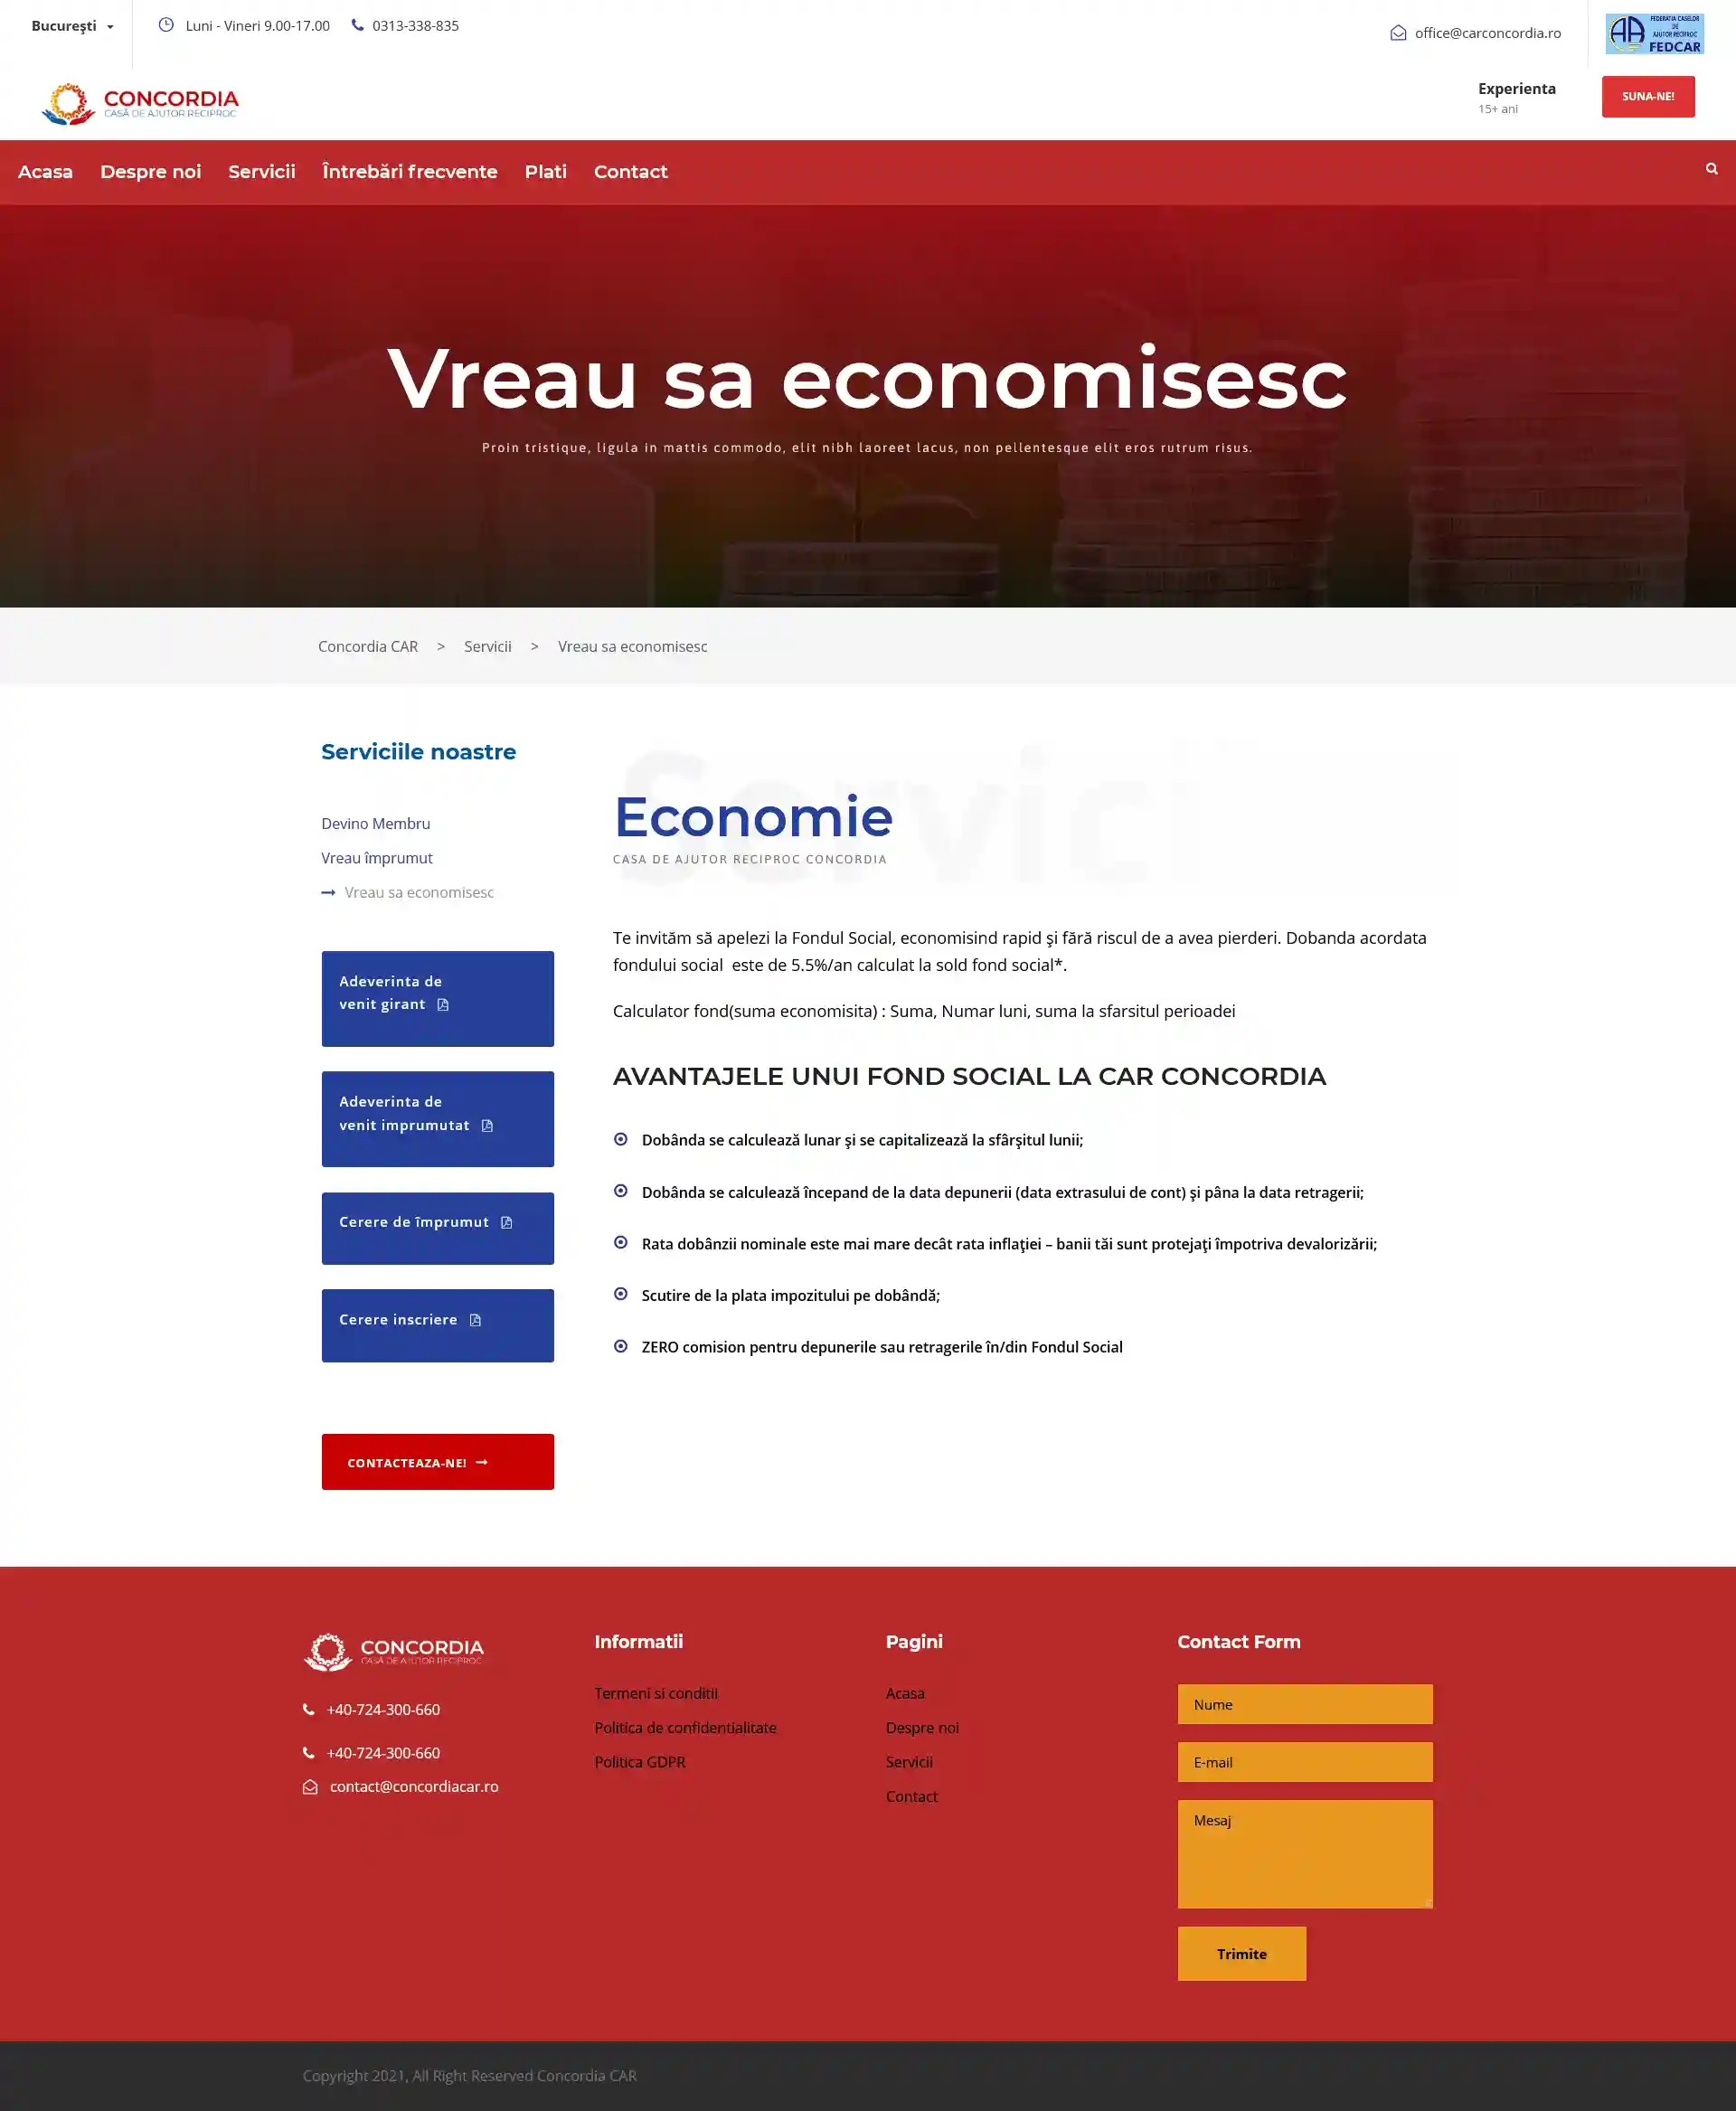 Bucureşti
Luni - Vineri 9.00-17.00
0313-338-835
office@carconcordia.ro
FEDERATIA CASELOR
DE
AJUTOR RECIPROC
FEDCAR
CONCORDIA
CASĂ DE AJUTOR RECIPROC
Experienta
15+ ani
SUNA-NE!
Acasa
Despre noi
Servicii
Întrebări frecvente
Plati
Contact
Vreau sa economisesc
Proin tristique, ligula in mattis commodo, elit nibh laoreet lacus, non pellentesque elit eros rutrum risus.
Concordia CAR > Servicii > Vreau sa economisesc
Serviciile noastre
Devino Membru
Vreau împrumut
Vreau sa economisesc
Adeverinta de
venit girant
Adeverinta de
venit imprumutat
Cerere de împrumut
Cerere inscriere
CONTACTEAZA-NE!
Servici
Economie
CASA DE AJUTOR RECIPROC CONCORDIA
Te invităm să apelezi la Fondul Social, economisind rapid și fără riscul de a avea pierderi. Dobanda acordata
fondului social este de 5.5%/an calculat la sold fond social*.
Calculator fond(suma economisita) : Suma, Numar luni, suma la sfarsitul perioadei
AVANTAJELE UNUI FOND SOCIAL LA CAR CONCORDIA
Dobânda se calculează lunar și se capitalizează la sfârșitul lunii;
Dobânda se calculează începand de la data depunerii (data extrasului de cont) și pâna la data retragerii;
Rata dobânzii nominale este mai mare decât rata inflației – banii tăi sunt protejați împotriva devalorizării;
Scutire de la plata impozitului pe dobândă;
ZERO comision pentru depunerile sau retragerile în/din Fondul Social
CONCORDIA
CASĂ DE AJUTOR RECIPROC
+40-724-300-660
+40-724-300-660
contact@concordiacar.ro
Informatii
Termeni si conditii
Politica de confidentialitate
Politica GDPR
Pagini
Acasa
Despre noi
Servicii
Contact
Contact Form
Nume
E-mail
Mesaj
Trimite
Copyright 2021, All Right Reserved Concordia CAR